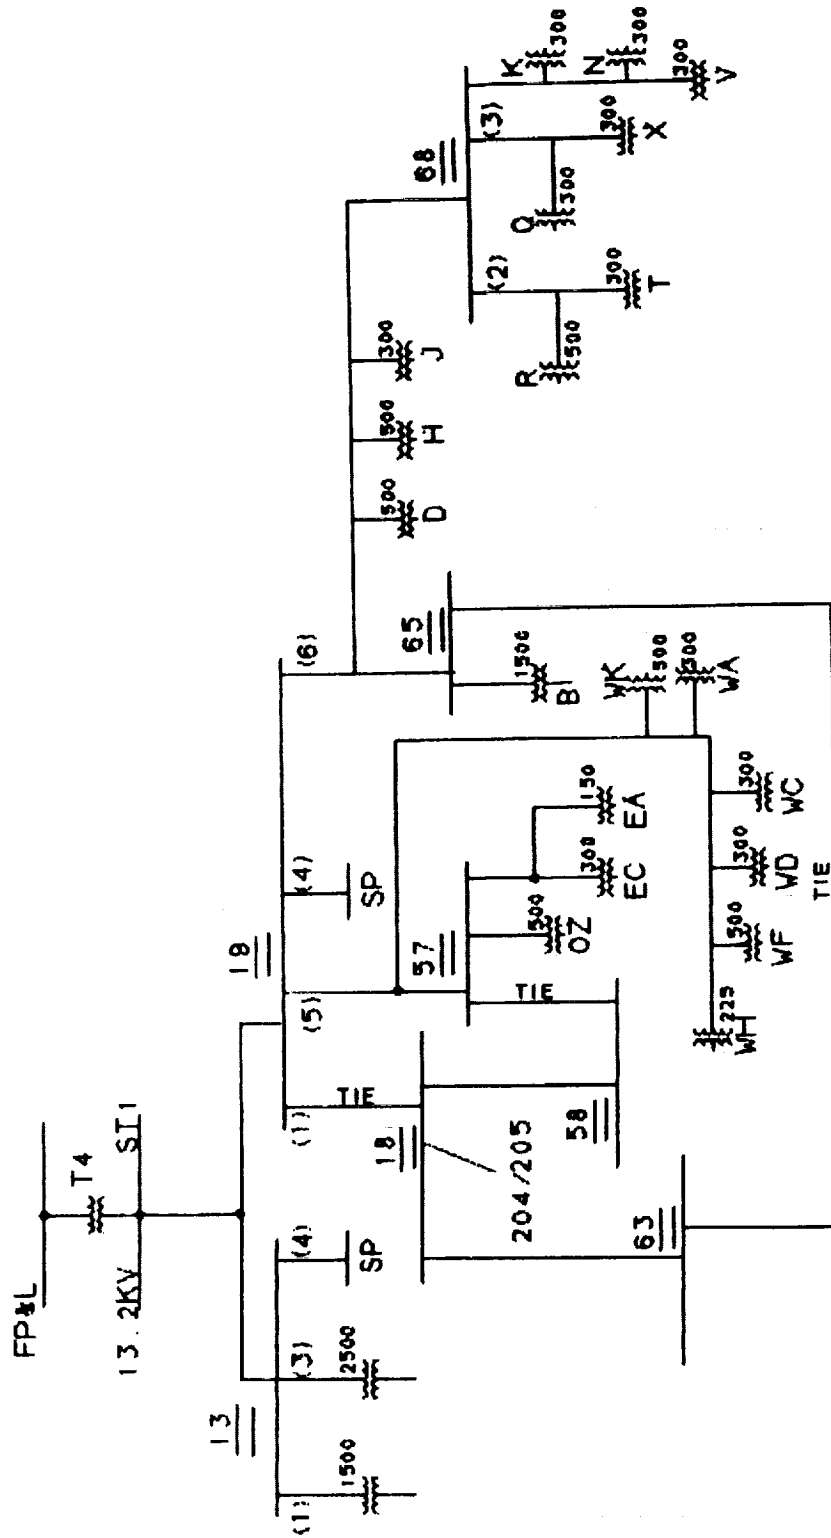 FP&L
T4
13.2KV
ST1
13
(1)
1500
(3)
2500
(4)
SP
18
(1)
TIE
(5)
(4)
SP
(6)
18
204/205
58
63
57
TIE
500
OZ
300
EC
150
EA
65
1500
B
WK
500
300
WA
300
WC
300
WD
500
WF
225
WH
TIE
500
D
500
H
300
J
68
(2)
R
500
300
T
(3)
Q
300
300
X
K
300
N
300
300
V